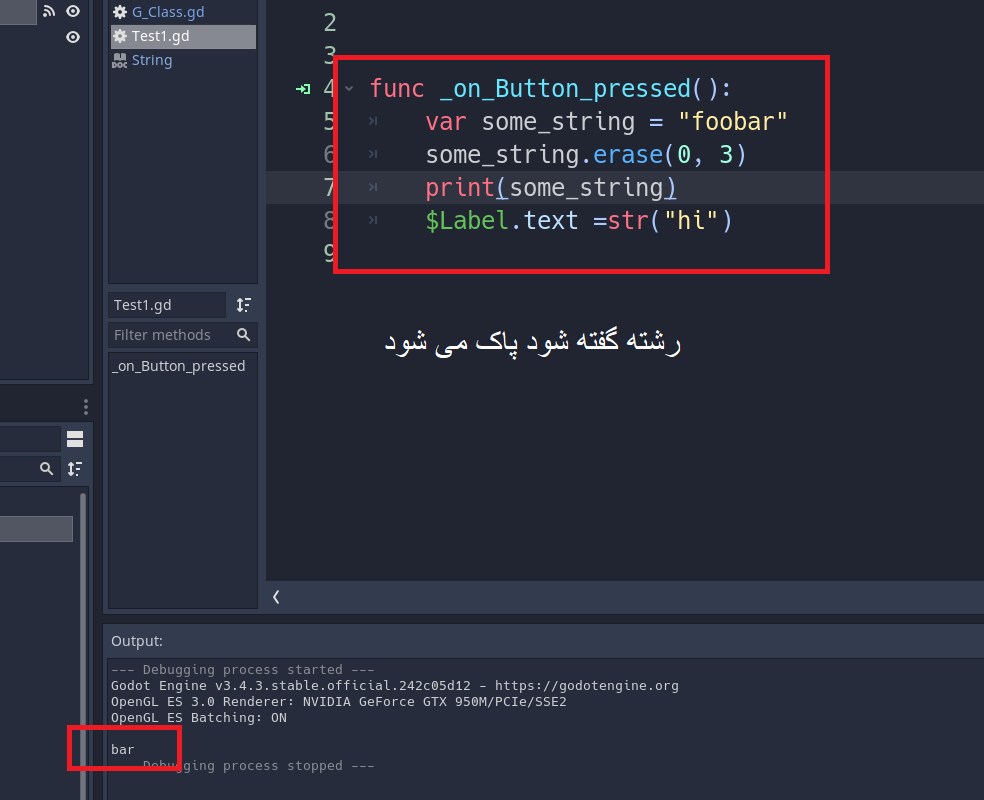 G_Class.gd
Test1.gd
String
2
3
4 func _on_Button_pressed():
5 var some_string = "foobar"
6 some_string.erase(0, 3)
7 print(some_string)
8 $Label.text =str("hi")
9
رشته گفته شود پاک می شود
Test1.gd
Filter methods
_on_Button_pressed
Output:
--- Debugging process started ---
Godot Engine v3.4.3.stable.official.242c05d12 - https://godotengine.org
OpenGL ES 3.0 Renderer: NVIDIA GeForce GTX 950M/PCIe/SSE2
OpenGL ES Batching: ON
bar
--- Debugging process stopped ---